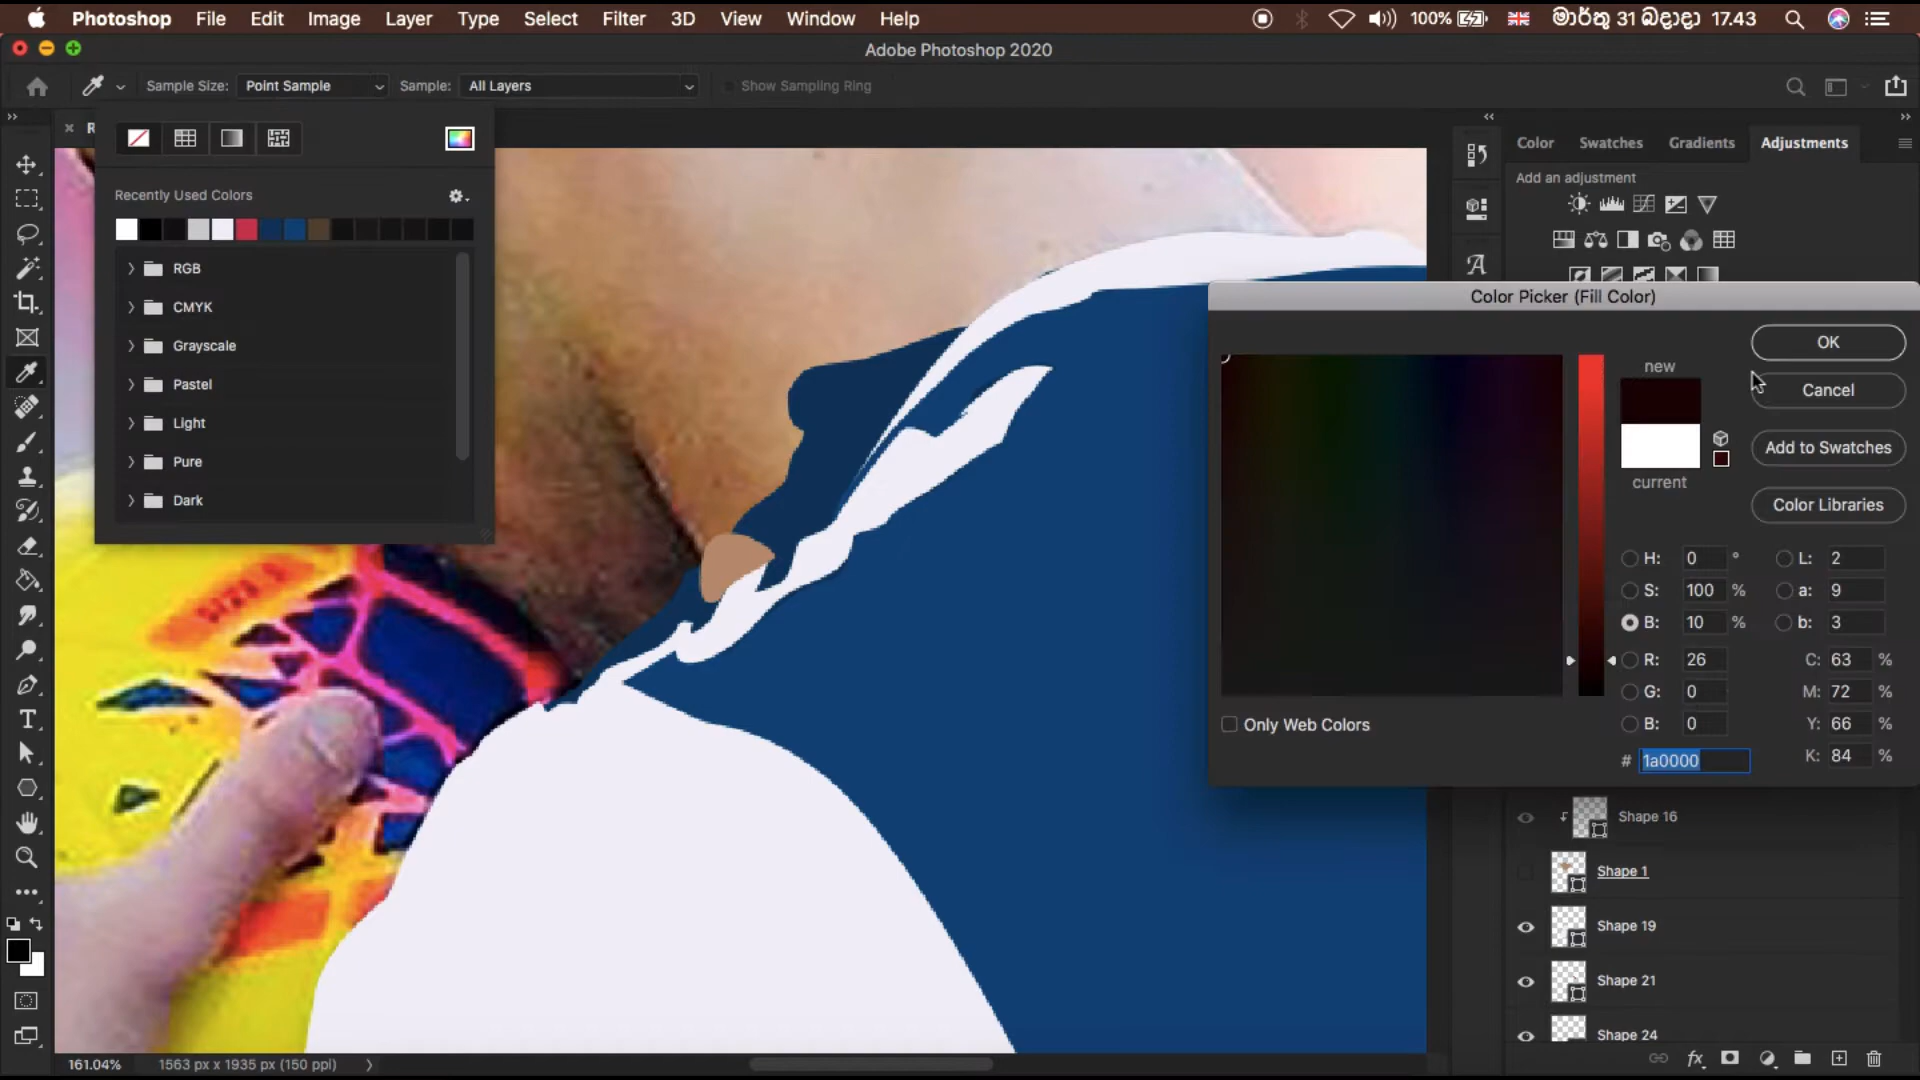 Photoshop File Edit Image Layer Type Select Filter 3D View Window Help 100% මාර්තු 31 බදාදා 17.43
Adobe Photoshop 2020
Sample Size: Point Sample Sample: All Layers Show Sampling Ring
R
Color Swatches Gradients Adjustments
Add an adjustment
Recently Used Colors
RGB
CMYK
Grayscale
Pastel
Light
Pure
Dark
SIZE 5
Color Picker (Fill Color)
new
current
OK
Cancel
Add to Swatches
Color Libraries
H: 0 ° L: 2
S: 100 % a: 9
B: 10 % b: 3
R: 26 C: 63 %
G: 0 M: 72 %
B: 0 Y: 66 %
# 1a0000 K: 84 %
Only Web Colors
Shape 16
Shape 1
Shape 19
Shape 21
Shape 24
161.04% 1563 px x 1935 px (150 ppi)